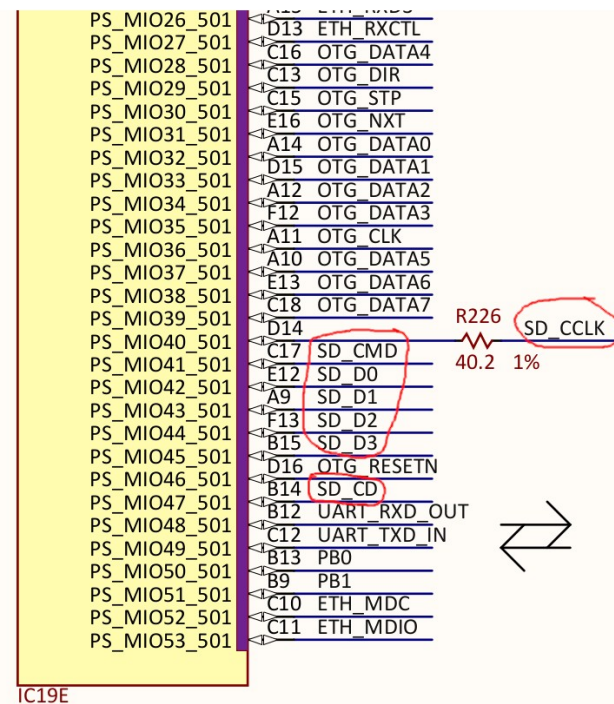 PS_MIO26_501 A13 ETH_RXD3
PS_MIO27_501 D13 ETH_RXCTL
PS_MIO28_501 C16 OTG_DATA4
PS_MIO29_501 C13 OTG_DIR
PS_MIO30_501 C15 OTG_STP
PS_MIO31_501 E16 OTG_NXT
PS_MIO32_501 A14 OTG_DATA0
PS_MIO33_501 D15 OTG_DATA1
PS_MIO34_501 A12 OTG_DATA2
PS_MIO35_501 F12 OTG_DATA3
PS_MIO36_501 A11 OTG_CLK
PS_MIO37_501 A10 OTG_DATA5
PS_MIO38_501 E13 OTG_DATA6
PS_MIO39_501 C18 OTG_DATA7
PS_MIO40_501 D14 R226 SD_CCLK
40.2 1%
PS_MIO41_501 C17 SD_CMD
PS_MIO42_501 E12 SD_D0
PS_MIO43_501 A9 SD_D1
PS_MIO44_501 F13 SD_D2
PS_MIO45_501 B15 SD_D3
PS_MIO46_501 D16 OTG_RESETN
PS_MIO47_501 B14 SD_CD
PS_MIO48_501 B12 UART_RXD_OUT
PS_MIO49_501 C12 UART_TXD_IN
PS_MIO50_501 B13 PB0
PS_MIO51_501 B9 PB1
PS_MIO52_501 C10 ETH_MDC
PS_MIO53_501 C11 ETH_MDIO
IC19E